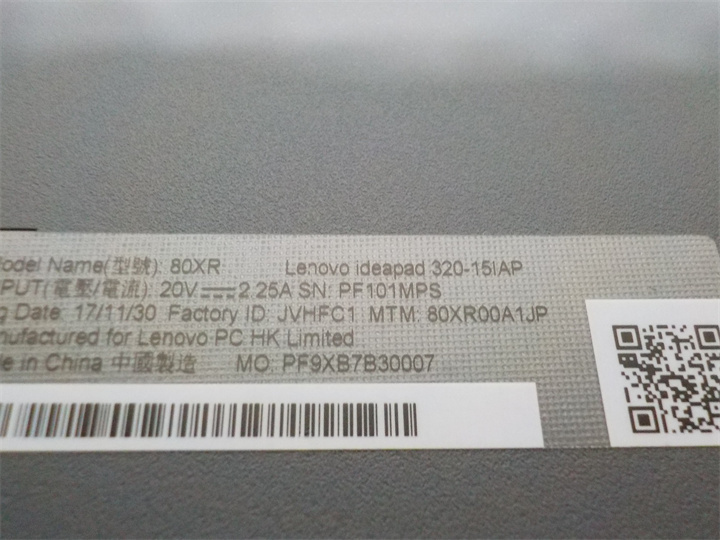 odel Name(型號): 80XR Lenovo ideapad 320-15IAP
PUT(電壓/電流): 20V⎓2.25A SN: PF101MPS
g Date: 17/11/30 Factory ID: JVHFC1 MTM: 80XR00A1JP
nufactured for Lenovo PC HK Limited
de in China 中國製造 MO: PF9XB7B30007